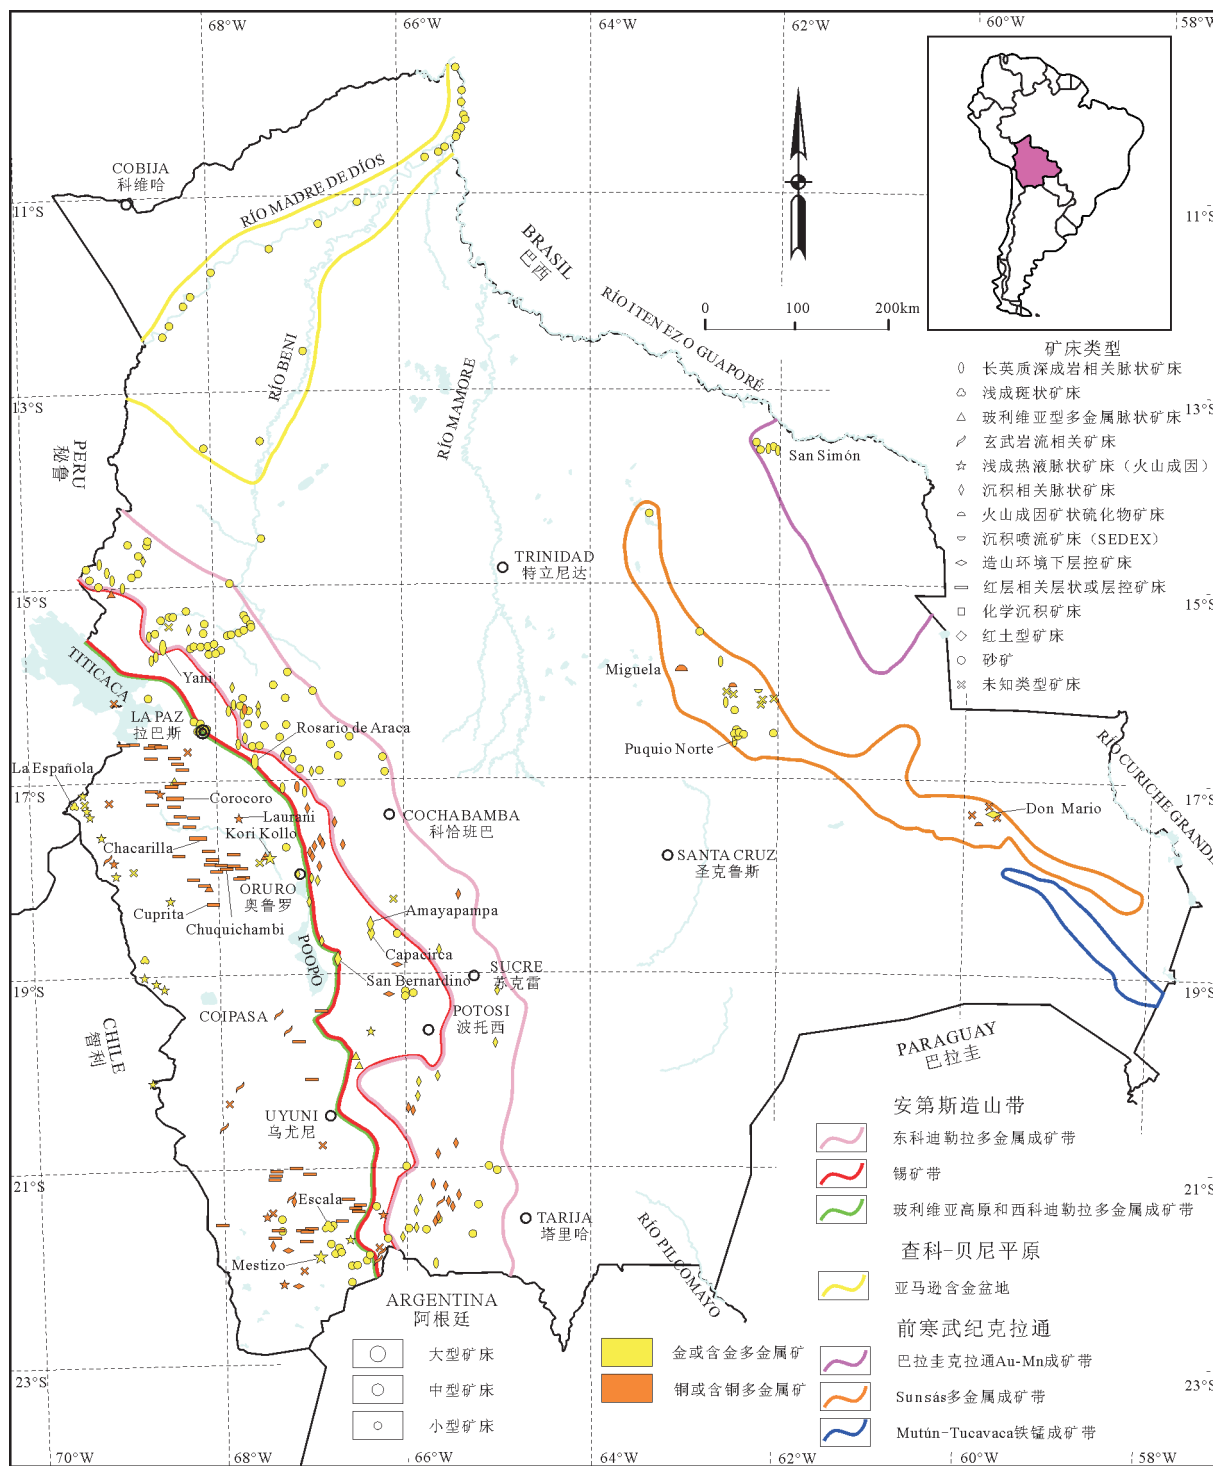 68°W
66°W
64°W
62°W
60°W
58°W
COBIJA
科维哈
RÍO MADRE DE DÍOS
11°S
11°S
BRASIL
巴西
RÍO ITENEZ O GUAPORÉ
0 100 200km
RÍO BENI
RÍO MAMORE
13°S
13°S
PERU
秘鲁
San Simón
矿床类型
长英质深成岩相关脉状矿床
浅成斑状矿床
玻利维亚型多金属脉状矿床
玄武岩流相关矿床
浅成热液脉状矿床（火山成因）
沉积相关脉状矿床
火山成因矿状硫化物矿床
沉积喷流矿床（SEDEX）
造山环境下层控矿床
红层相关层状或层控矿床
化学沉积矿床
红土型矿床
砂矿
未知类型矿床
TRINIDAD
特立尼达
15°S
15°S
TITICACA
Yani
Miguela
LA PAZ
拉巴斯
Rosario de Araca
Puquio Norte
RÍO CURICHE GRANDE
La Española
17°S
17°S
Corocoro
Laurani
Kori Kollo
Chacarilla
COCHABAMBA
科恰班巴
Don Mario
SANTA CRUZ
圣克鲁斯
ORURO
奥鲁罗
Cuprita
Chuquichambi
Amayapampa
Capacirca
POOPO
San Bernardino
SUCRE
苏克雷
19°S
19°S
COIPASA
POTOSI
波托西
CHILE
智利
PARAGUAY
巴拉圭
UYUNI
乌尤尼
21°S
21°S
Escala
Mestizo
TARIJA
塔里哈
RÍO PILCOMAYO
ARGENTINA
阿根廷
安第斯造山带
东科迪勒拉多金属成矿带
锡矿带
玻利维亚高原和西科迪勒拉多金属成矿带
查科-贝尼平原
亚马逊含金盆地
前寒武纪克拉通
巴拉圭克拉通Au-Mn成矿带
Sunsás多金属成矿带
Mutún-Tucavaca铁锰成矿带
大型矿床
中型矿床
小型矿床
金或含金多金属矿
铜或含铜多金属矿
23°S
23°S
70°W
68°W
66°W
64°W
62°W
60°W
58°W